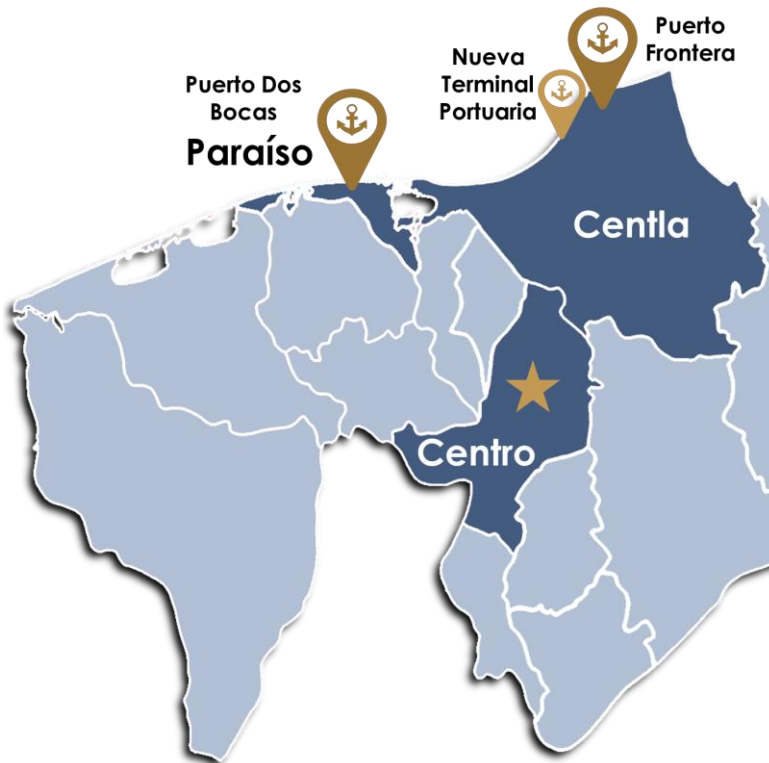 Puerto
Frontera
Nueva
Terminal
Portuaria
Puerto Dos
Bocas
Paraíso
Centla
Centro